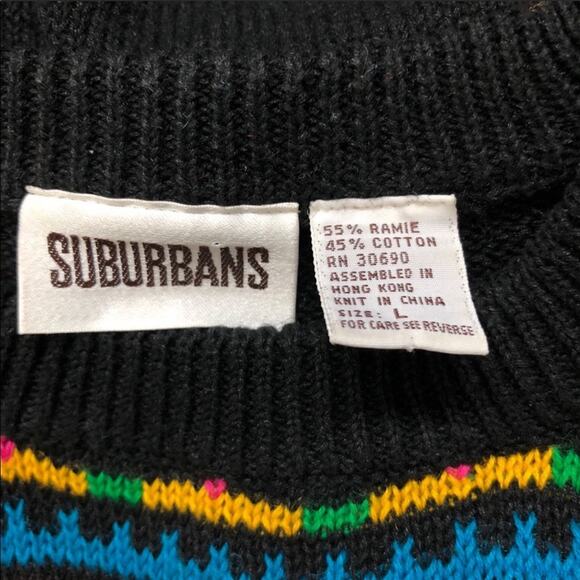 SUBURBANS
55% RAMIE
45% COTTON
RN 30690
ASSEMBLED IN
HONG KONG
KNIT IN CHINA
SIZE: L
FOR CARE SEE REVERSE